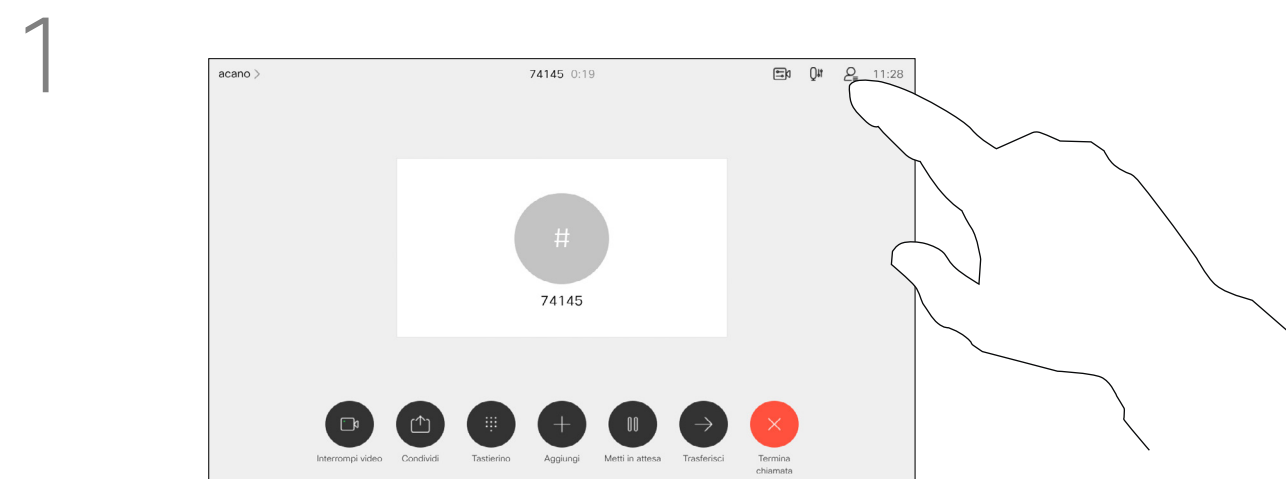 1
acano >
74145 0:19
11:28
#
74145
Interrompi video
Condividi
Tastierino
Aggiungi
Metti in attesa
Trasferisci
Termina
chiamata